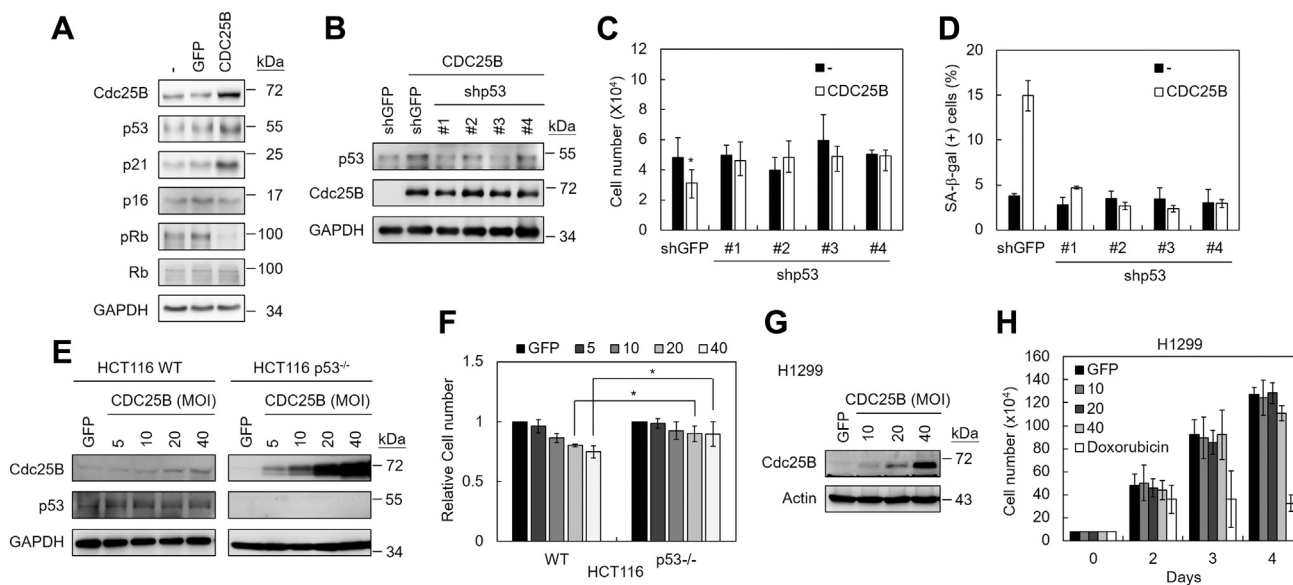 A
- GFP CDC25B
kDa
Cdc25B 72
p53 55
p21 25
p16 17
pRb 100
Rb 100
GAPDH 34
B
CDC25B
shp53
shGFP shGFP #1 #2 #3 #4 kDa
p53 55
Cdc25B 72
GAPDH 34
C
Cell number (X10⁴)
12
10
8
6
4
2
0
-
CDC25B
*
shGFP #1 #2 #3 #4
shp53
D
SA-β-gal (+) cells (%)
20
15
10
5
0
-
CDC25B
shGFP #1 #2 #3 #4
shp53
E
HCT116 WT HCT116 p53-/-
CDC25B (MOI) CDC25B (MOI)
GFP 5 10 20 40 GFP 5 10 20 40 kDa
Cdc25B 72
p53 55
GAPDH 34
F
GFP 5 10 20 40
Relative Cell number
1.5
1
0.5
0
*
*
WT p53-/-
HCT116
G
H1299
CDC25B (MOI)
GFP 10 20 40 kDa
Cdc25B 72
Actin 43
H
H1299
Cell number (x10⁴)
160
140
120
100
80
60
40
20
0
GFP
10
20
40
Doxorubicin
0 2 3 4
Days